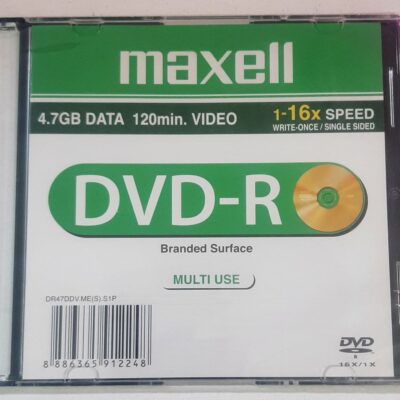 maxell
4.7GB DATA 120min. VIDEO
1-16x SPEED
WRITE-ONCE / SINGLE SIDED
DVD-R
Branded Surface
MULTI USE
DR47DDV.ME(S).S1P
8 886365 912248
DVD
R
16X/1X